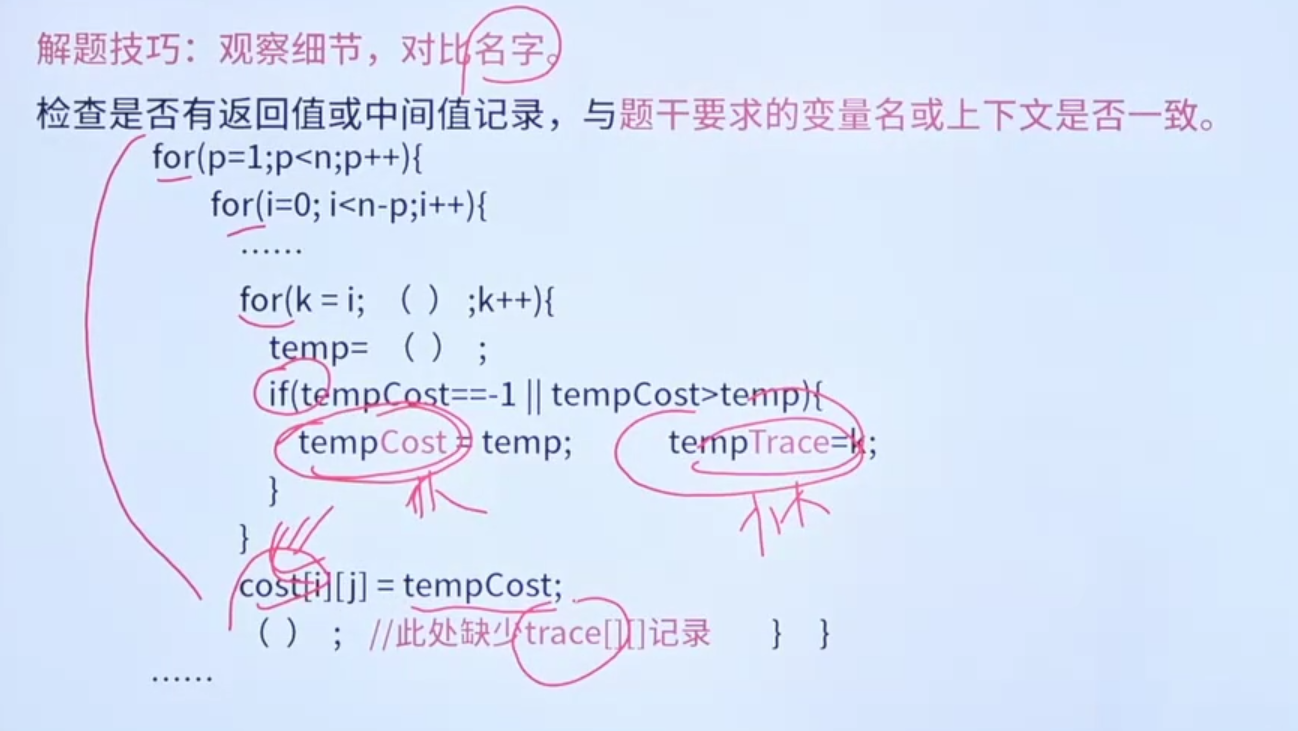 解题技巧：观察细节，对比名字。
检查是否有返回值或中间值记录，与题干要求的变量名或上下文是否一致。
for(p=1;p<n;p++){
for(i=0; i<n-p;i++){
……
for(k = i; （ ） ;k++){
temp= （ ） ;
if(tempCost==-1 || tempCost>temp){
tempCost = temp; tempTrace=k;
}
}
cost[i][j] = tempCost;
（ ） ; //此处缺少trace[][]记录 } }
……